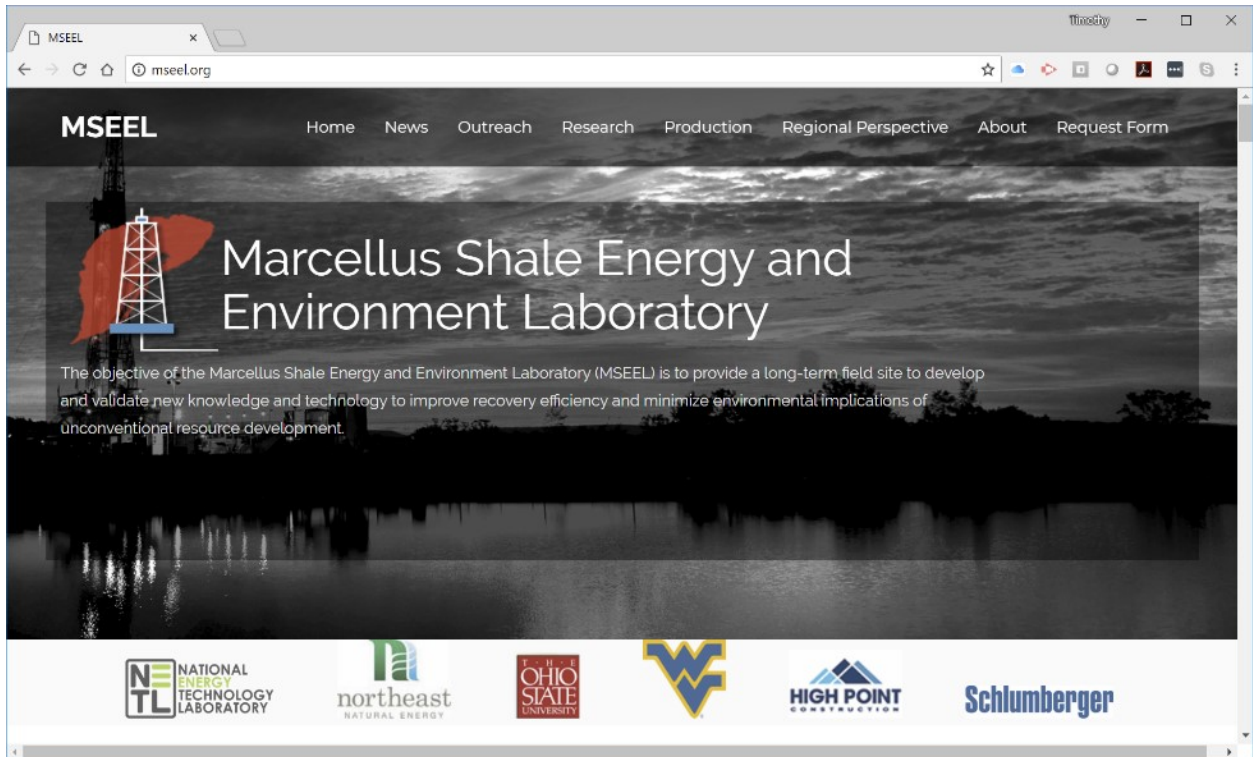 Timothy
MSEEL
mseel.org
MSEEL Home News Outreach Research Production Regional Perspective About Request Form
Marcellus Shale Energy and
Environment Laboratory
The objective of the Marcellus Shale Energy and Environment Laboratory (MSEEL) is to provide a long-term field site to develop
and validate new knowledge and technology to improve recovery efficiency and minimize environmental implications of
unconventional resource development.
NETL NATIONAL
ENERGY
TECHNOLOGY
LABORATORY
northeast
NATURAL ENERGY
T·H·E
OHIO
STATE
UNIVERSITY
WV
HIGH POINT
CONSTRUCTION
Schlumberger